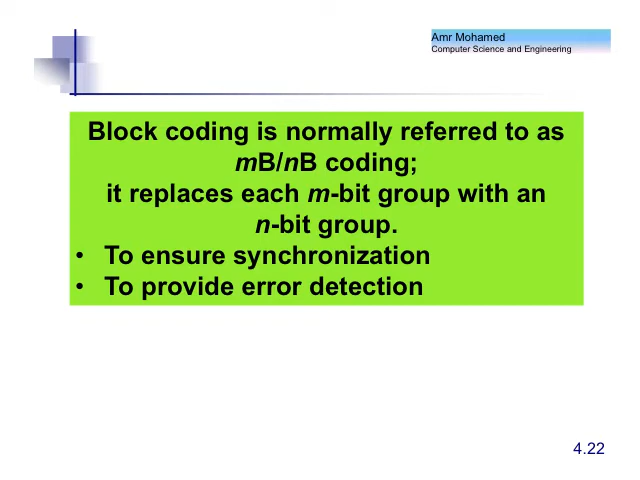 Amr Mohamed
Computer Science and Engineering
Block coding is normally referred to as
mB/nB coding;
it replaces each m-bit group with an
n-bit group.
• To ensure synchronization
• To provide error detection
4.22